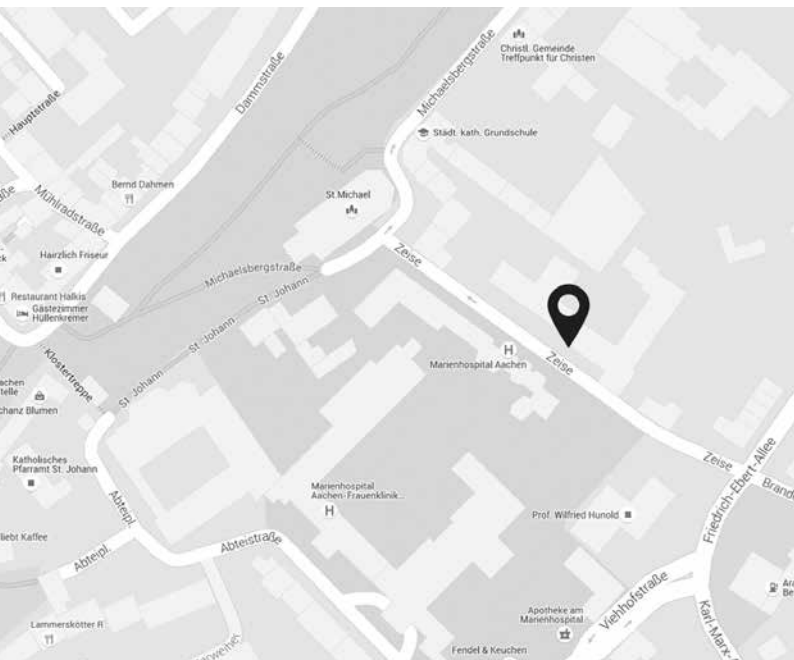 Christl. Gemeinde
Treffpunkt für Christen
Michaelsbergstraße
Hauptstraße
Dammstraße
Städt. kath. Grundschule
Bernd Dahmen
St.Michael
Mühlradstraße
Zeise
Hairzlich Friseur
Michaelsbergstraße
St. Johann
Restaurant Halkis
Gästezimmer
Hüllenkremer
St. Johann
H
Marienhospital Aachen
Zeise
Klostertreppe
St. Johann
Katholisches
Pfarramt St. Johann
Zeise
Friedrich-Ebert-Allee
Marienhospital
Aachen-Frauenklinik...
H
Abteipl.
Prof. Wilfried Hunold
Abteistraße
Abteipl.
Viehhofstraße
Apotheke am
Marienhospital
Lammerskötter R
Fendel & Keuchen